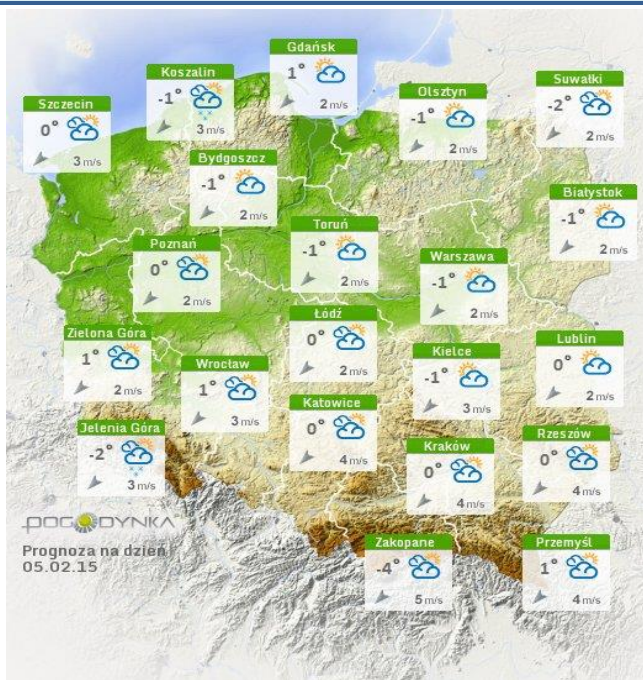 Gdańsk
1°
2 m/s
Koszalin
-1°
3 m/s
Suwałki
-2°
2 m/s
Olsztyn
-1°
2 m/s
Szczecin
0°
3 m/s
Bydgoszcz
-1°
2 m/s
Białystok
-1°
2 m/s
Toruń
-1°
2 m/s
Poznań
0°
2 m/s
Warszawa
-1°
2 m/s
Łódź
0°
2 m/s
Zielona Góra
1°
2 m/s
Lublin
0°
2 m/s
Kielce
-1°
3 m/s
Wrocław
1°
3 m/s
Katowice
0°
4 m/s
Jelenia Góra
-2°
3 m/s
Rzeszów
0°
4 m/s
Kraków
0°
4 m/s
POGODYNKA
Prognoza na dzień
05.02.15
Zakopane
-4°
5 m/s
Przemyśl
1°
4 m/s